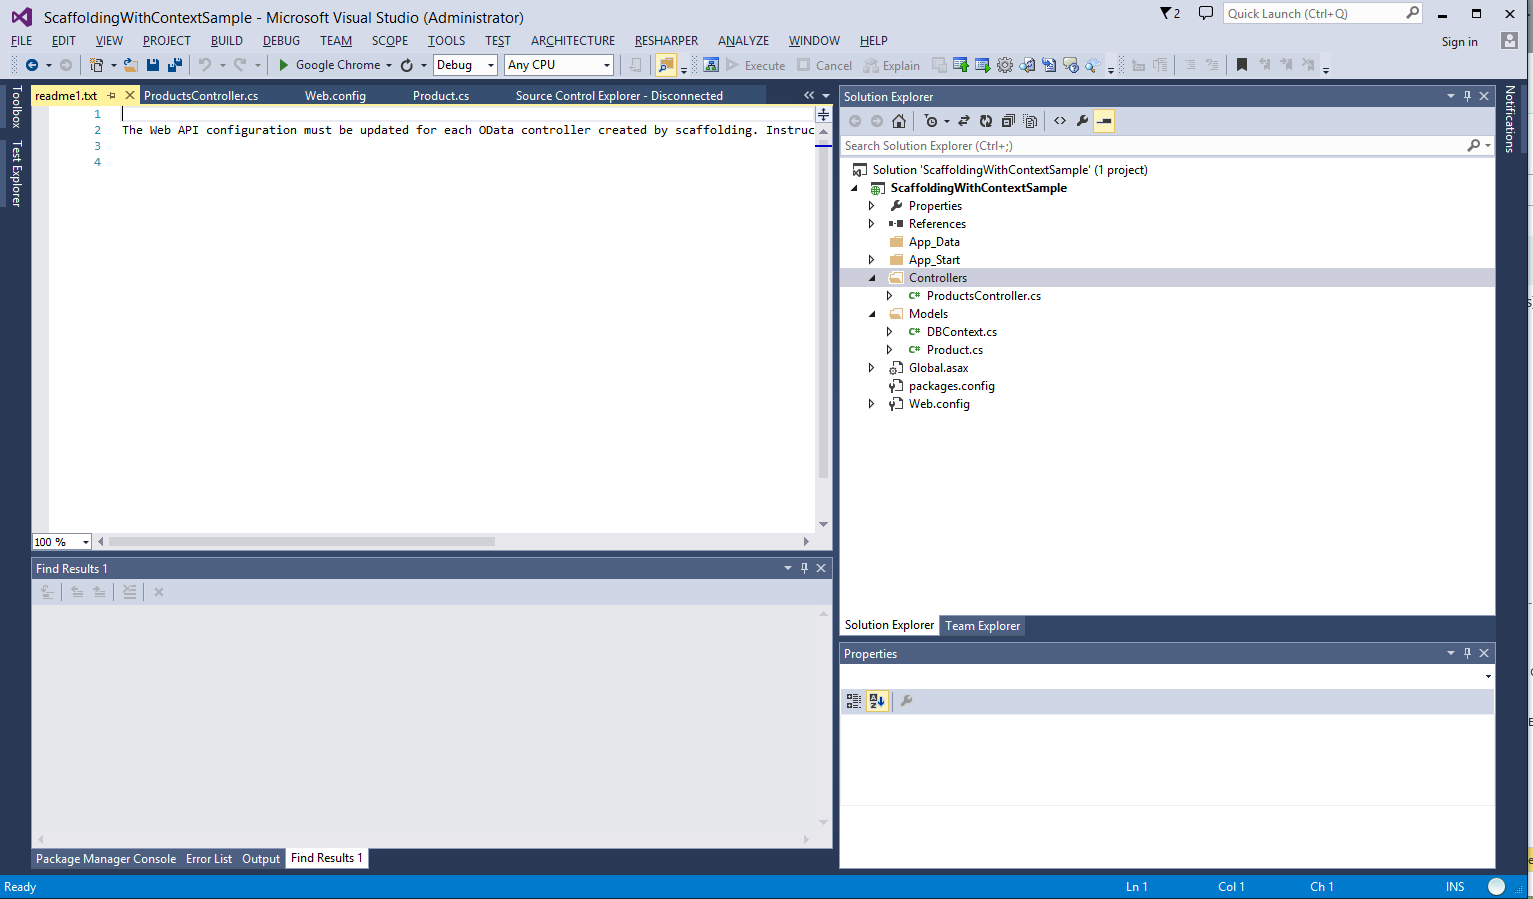 ScaffoldingWithContextSample - Microsoft Visual Studio (Administrator)
2
Quick Launch (Ctrl+Q)
FILE EDIT VIEW PROJECT BUILD DEBUG TEAM SCOPE TOOLS TEST ARCHITECTURE RESHARPER ANALYZE WINDOW HELP
Sign in
Google Chrome Debug Any CPU Execute Cancel Explain
Toolbox
Test Explorer
readme1.txt ProductsController.cs Web.config Product.cs Source Control Explorer - Disconnected
1
2 The Web API configuration must be updated for each OData controller created by scaffolding. Instruc
3
4
100 %
Find Results 1
Package Manager Console Error List Output Find Results 1
Solution Explorer
Search Solution Explorer (Ctrl+;)
Solution 'ScaffoldingWithContextSample' (1 project)
ScaffoldingWithContextSample
Properties
References
App_Data
App_Start
Controllers
C# ProductsController.cs
Models
C# DBContext.cs
C# Product.cs
Global.asax
packages.config
Web.config
Solution Explorer Team Explorer
Properties
Notifications
Ready Ln 1 Col 1 Ch 1 INS